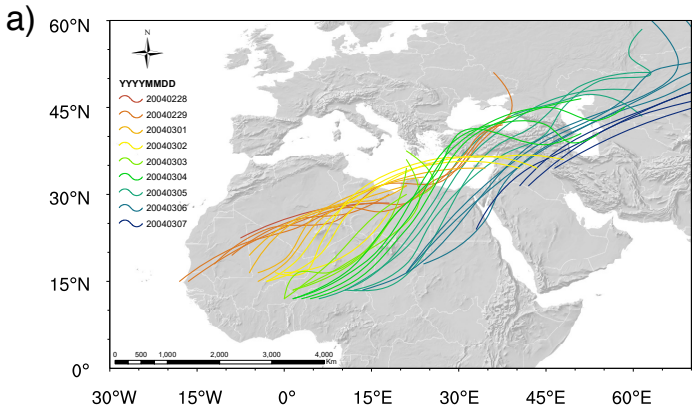 a)
60°N
45°N
30°N
15°N
0°
N
YYYYMMDD
20040228
20040229
20040301
20040302
20040303
20040304
20040305
20040306
20040307
0 500 1,000 2,000 3,000 4,000
Km
30°W 15°W 0° 15°E 30°E 45°E 60°E